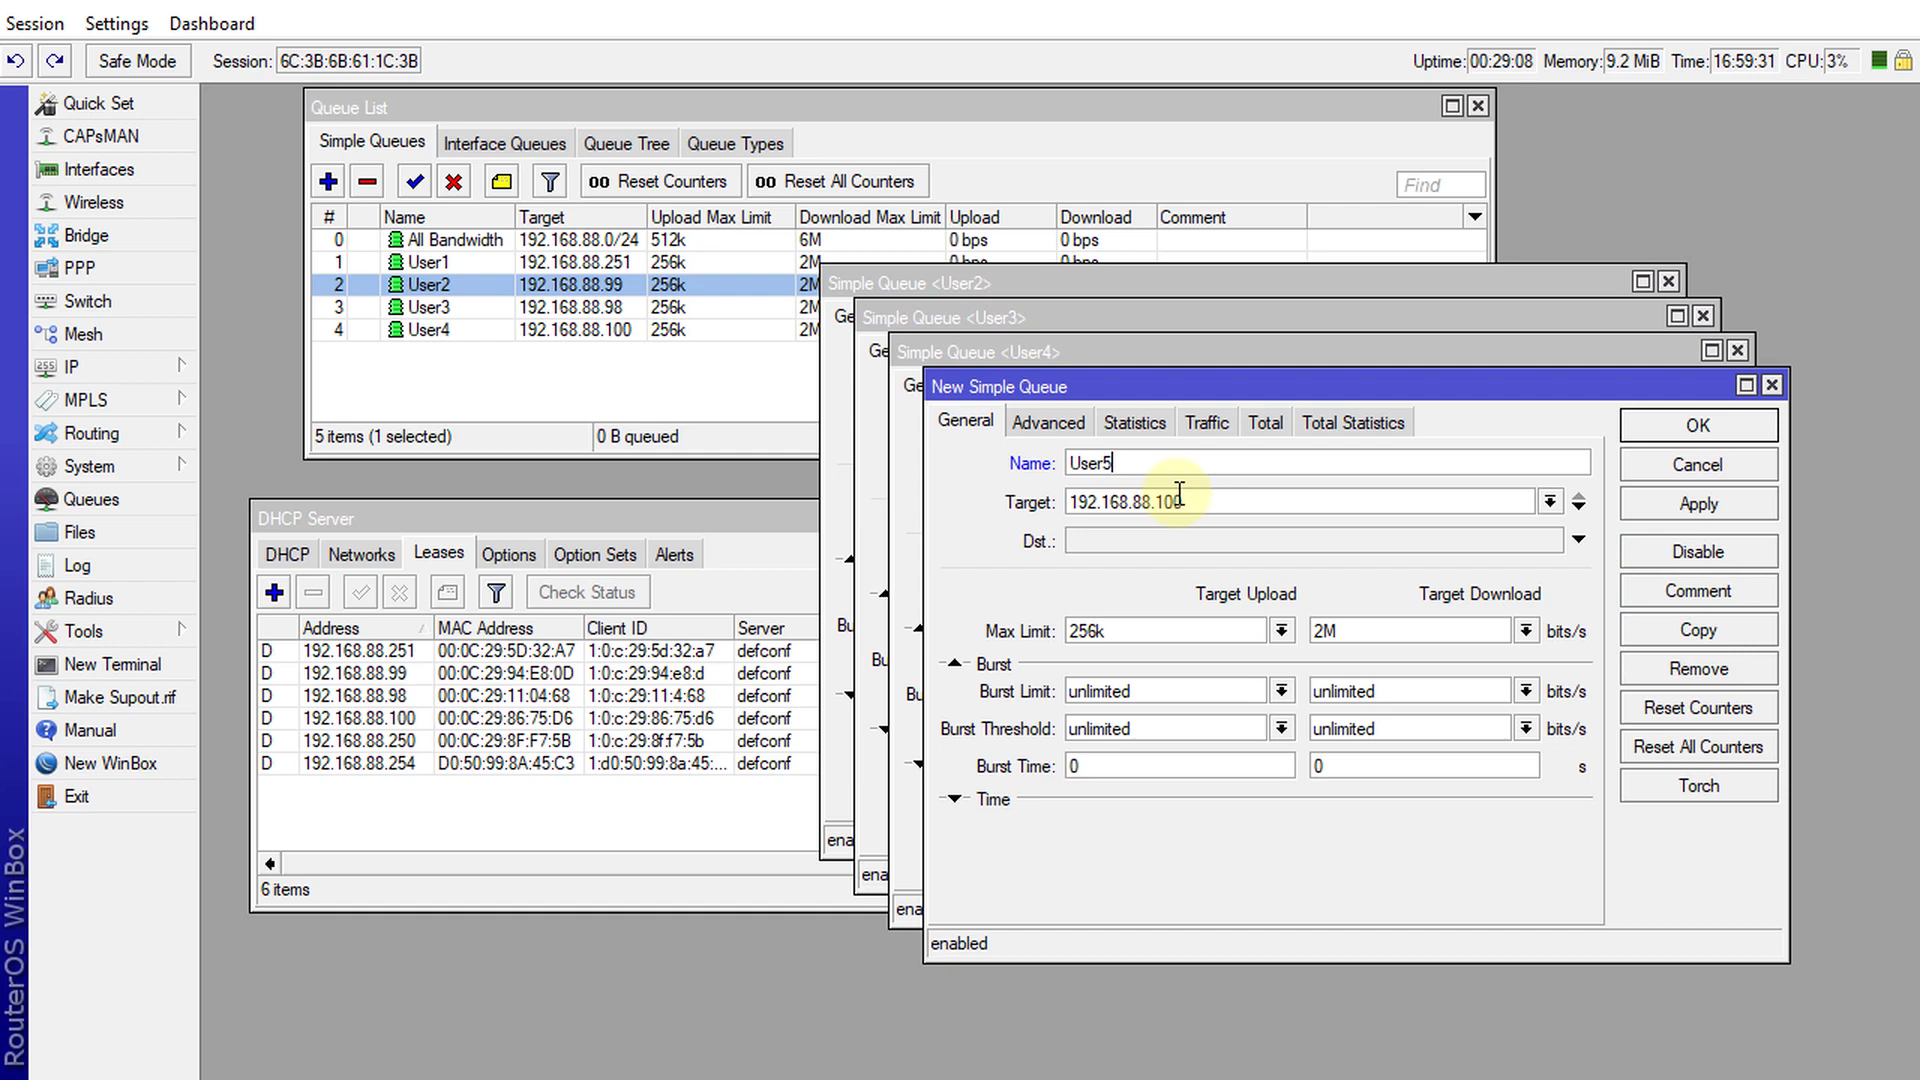 Session Settings Dashboard
Safe Mode Session: 6C:3B:6B:61:1C:3B Uptime: 00:29:08 Memory: 9.2 MiB Time: 16:59:31 CPU: 3%
Quick Set
CAPsMAN
Interfaces
Wireless
Bridge
PPP
Switch
Mesh
IP
MPLS
Routing
System
Queues
Files
Log
Radius
Tools
New Terminal
Make Supout.rif
Manual
New WinBox
Exit
RouterOS WinBox
Queue List
Simple Queues Interface Queues Queue Tree Queue Types
00 Reset Counters 00 Reset All Counters Find
# Name Target Upload Max Limit Download Max Limit Upload Download Comment
0 All Bandwidth 192.168.88.0/24 512k 6M 0 bps 0 bps
1 User1 192.168.88.251 256k 2M 0 bps 0 bps
2 User2 192.168.88.99 256k 2M
3 User3 192.168.88.98 256k 2M
4 User4 192.168.88.100 256k 2M
5 items (1 selected) 0 B queued
DHCP Server
DHCP Networks Leases Options Option Sets Alerts
Check Status
Address MAC Address Client ID Server
D 192.168.88.251 00:0C:29:5D:32:A7 1:0:c:29:5d:32:a7 defconf
D 192.168.88.99 00:0C:29:94:E8:0D 1:0:c:29:94:e8:d defconf
D 192.168.88.98 00:0C:29:11:04:68 1:0:c:29:11:4:68 defconf
D 192.168.88.100 00:0C:29:86:75:D6 1:0:c:29:86:75:d6 defconf
D 192.168.88.250 00:0C:29:8F:F7:5B 1:0:c:29:8f:f7:5b defconf
D 192.168.88.254 D0:50:99:8A:45:C3 1:d0:50:99:8a:45:... defconf
6 items
Simple Queue <User2>
Ge
Bu
ena
Simple Queue <User3>
Ge
Bu
ena
Simple Queue <User4>
Ge
Bu
ena
New Simple Queue
General Advanced Statistics Traffic Total Total Statistics
Name: User5
Target: 192.168.88.100
Dst.:
Target Upload Target Download
Max Limit: 256k 2M bits/s
Burst
Burst Limit: unlimited unlimited bits/s
Burst Threshold: unlimited unlimited bits/s
Burst Time: 0 0 s
Time
enabled
OK
Cancel
Apply
Disable
Comment
Copy
Remove
Reset Counters
Reset All Counters
Torch